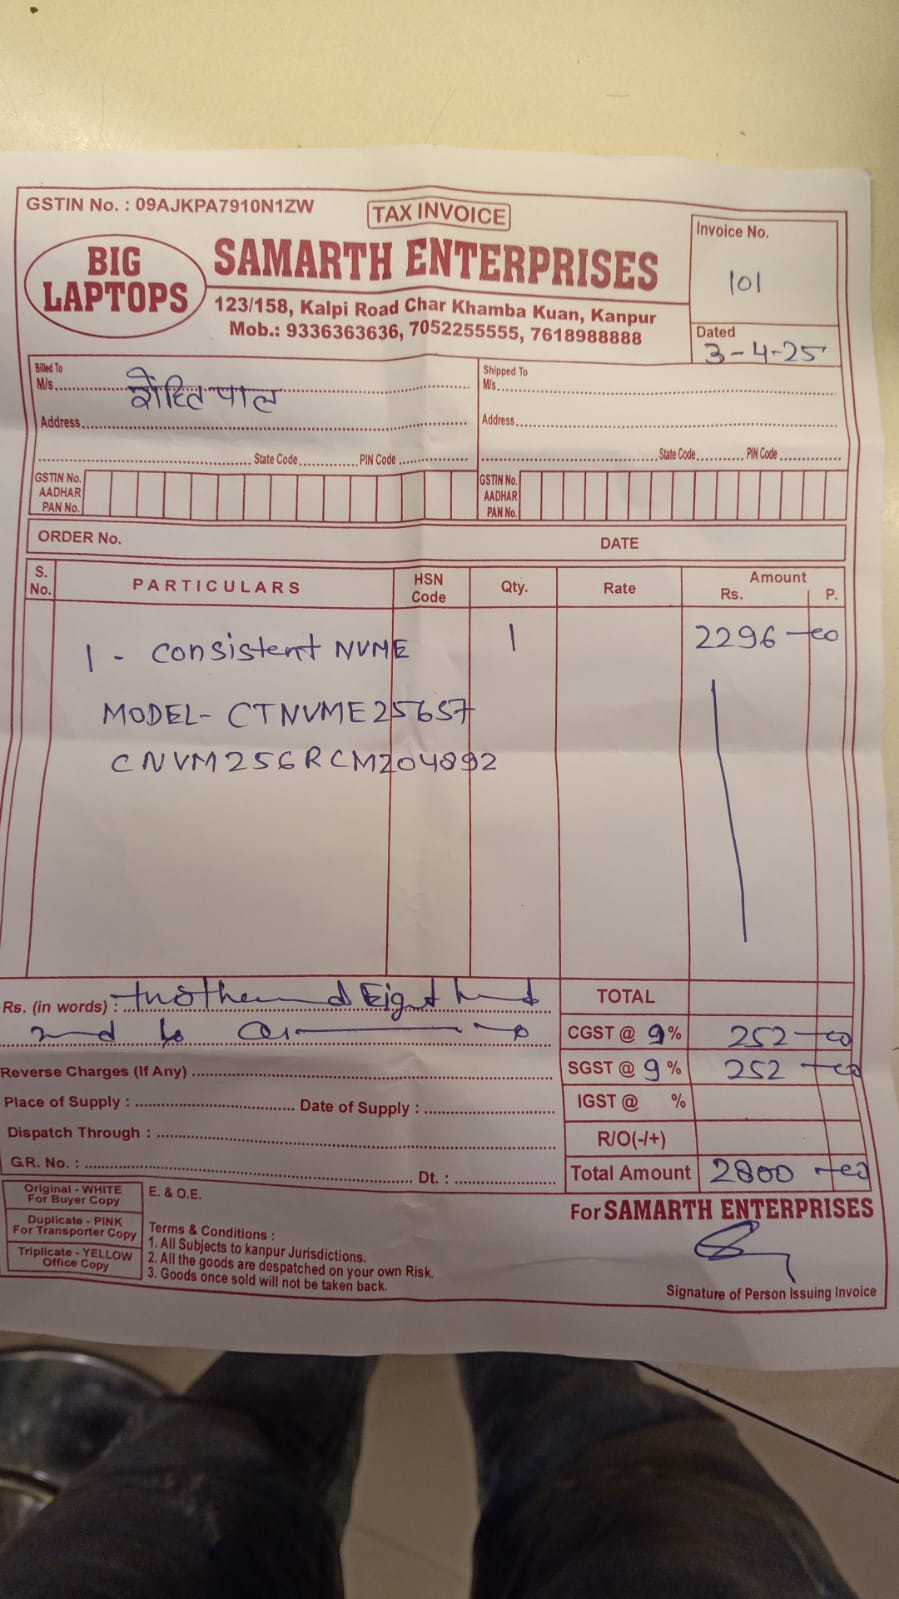 GSTIN No. : 09AJKPA7910N1ZW
TAX INVOICE
BIG LAPTOPS
SAMARTH ENTERPRISES
123/158, Kalpi Road Char Khamba Kuan, Kanpur
Mob.: 9336363636, 7052255555, 7618988888
Invoice No.
101
Dated
3-4-25
Billed To
M/s. रोहित पाल
Address
State Code PIN Code
GSTIN No.
AADHAR
PAN No.
Shipped To
M/s.
Address
State Code PIN Code
GSTIN No.
AADHAR
PAN No.
ORDER No. DATE
S. No. PARTICULARS HSN Code Qty. Rate Amount Rs. P.
1 - Consistent NVME 1 2296-00
MODEL- CTNVME256S7
CNVM256RCM204892
Rs. (in words) :
TOTAL
CGST @ 9% 252-00
Reverse Charges (If Any)
SGST @ 9% 252-00
Place of Supply : Date of Supply :
IGST @ %
Dispatch Through :
R/O(-/+)
G.R. No. : Dt. :
Total Amount 2800-00
Original - WHITE
For Buyer Copy
Duplicate - PINK
For Transporter Copy
Triplicate - YELLOW
Office Copy
E. & O.E.
Terms & Conditions :
1. All Subjects to kanpur Jurisdictions.
2. All the goods are despatched on your own Risk.
3. Goods once sold will not be taken back.
For SAMARTH ENTERPRISES
Signature of Person Issuing Invoice